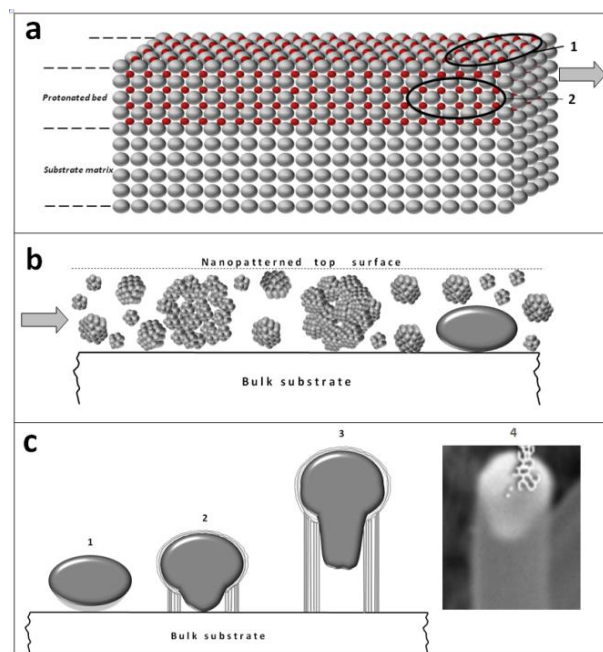 a
1
Protonated bed
2
Substrate matrix
b
Nanopatterned top surface
Bulk substrate
c
3
4
2
1
Bulk substrate